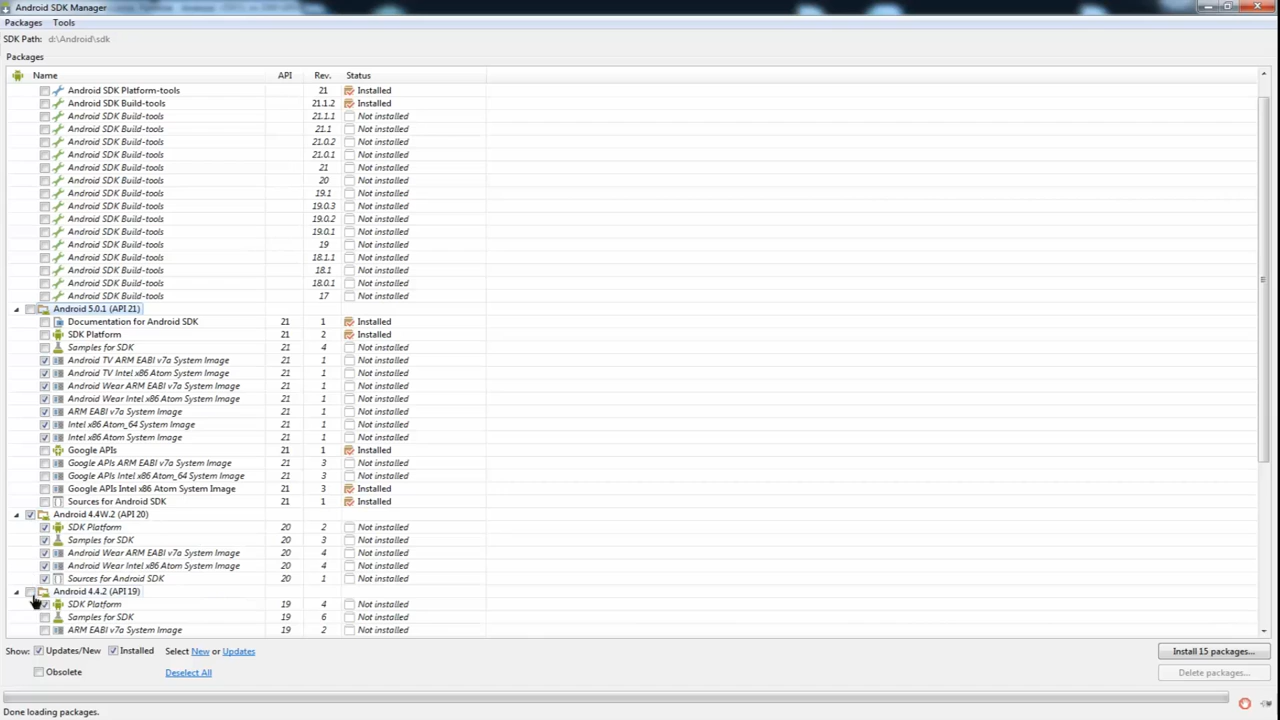 Android SDK Manager
Packages Tools
SDK Path: d:\Android\sdk
Packages
Name API Rev. Status
Android SDK Platform-tools 21 Installed
Android SDK Build-tools 21.1.2 Installed
Android SDK Build-tools 21.1.1 Not installed
Android SDK Build-tools 21.1 Not installed
Android SDK Build-tools 21.0.2 Not installed
Android SDK Build-tools 21.0.1 Not installed
Android SDK Build-tools 21 Not installed
Android SDK Build-tools 20 Not installed
Android SDK Build-tools 19.1 Not installed
Android SDK Build-tools 19.0.3 Not installed
Android SDK Build-tools 19.0.2 Not installed
Android SDK Build-tools 19.0.1 Not installed
Android SDK Build-tools 19 Not installed
Android SDK Build-tools 18.1.1 Not installed
Android SDK Build-tools 18.1 Not installed
Android SDK Build-tools 18.0.1 Not installed
Android SDK Build-tools 17 Not installed
Android 5.0.1 (API 21)
Documentation for Android SDK 21 1 Installed
SDK Platform 21 2 Installed
Samples for SDK 21 4 Not installed
Android TV ARM EABI v7a System Image 21 1 Not installed
Android TV Intel x86 Atom System Image 21 1 Not installed
Android Wear ARM EABI v7a System Image 21 1 Not installed
Android Wear Intel x86 Atom System Image 21 1 Not installed
ARM EABI v7a System Image 21 1 Not installed
Intel x86 Atom_64 System Image 21 1 Not installed
Intel x86 Atom System Image 21 1 Not installed
Google APIs 21 1 Installed
Google APIs ARM EABI v7a System Image 21 3 Not installed
Google APIs Intel x86 Atom_64 System Image 21 3 Not installed
Google APIs Intel x86 Atom System Image 21 3 Installed
Sources for Android SDK 21 1 Installed
Android 4.4W.2 (API 20)
SDK Platform 20 2 Not installed
Samples for SDK 20 3 Not installed
Android Wear ARM EABI v7a System Image 20 4 Not installed
Android Wear Intel x86 Atom System Image 20 4 Not installed
Sources for Android SDK 20 1 Not installed
Android 4.4.2 (API 19)
SDK Platform 19 4 Not installed
Samples for SDK 19 6 Not installed
ARM EABI v7a System Image 19 2 Not installed
Show: Updates/New Installed Select New or Updates Install 15 packages...
Obsolete Deselect All Delete packages...
Done loading packages.